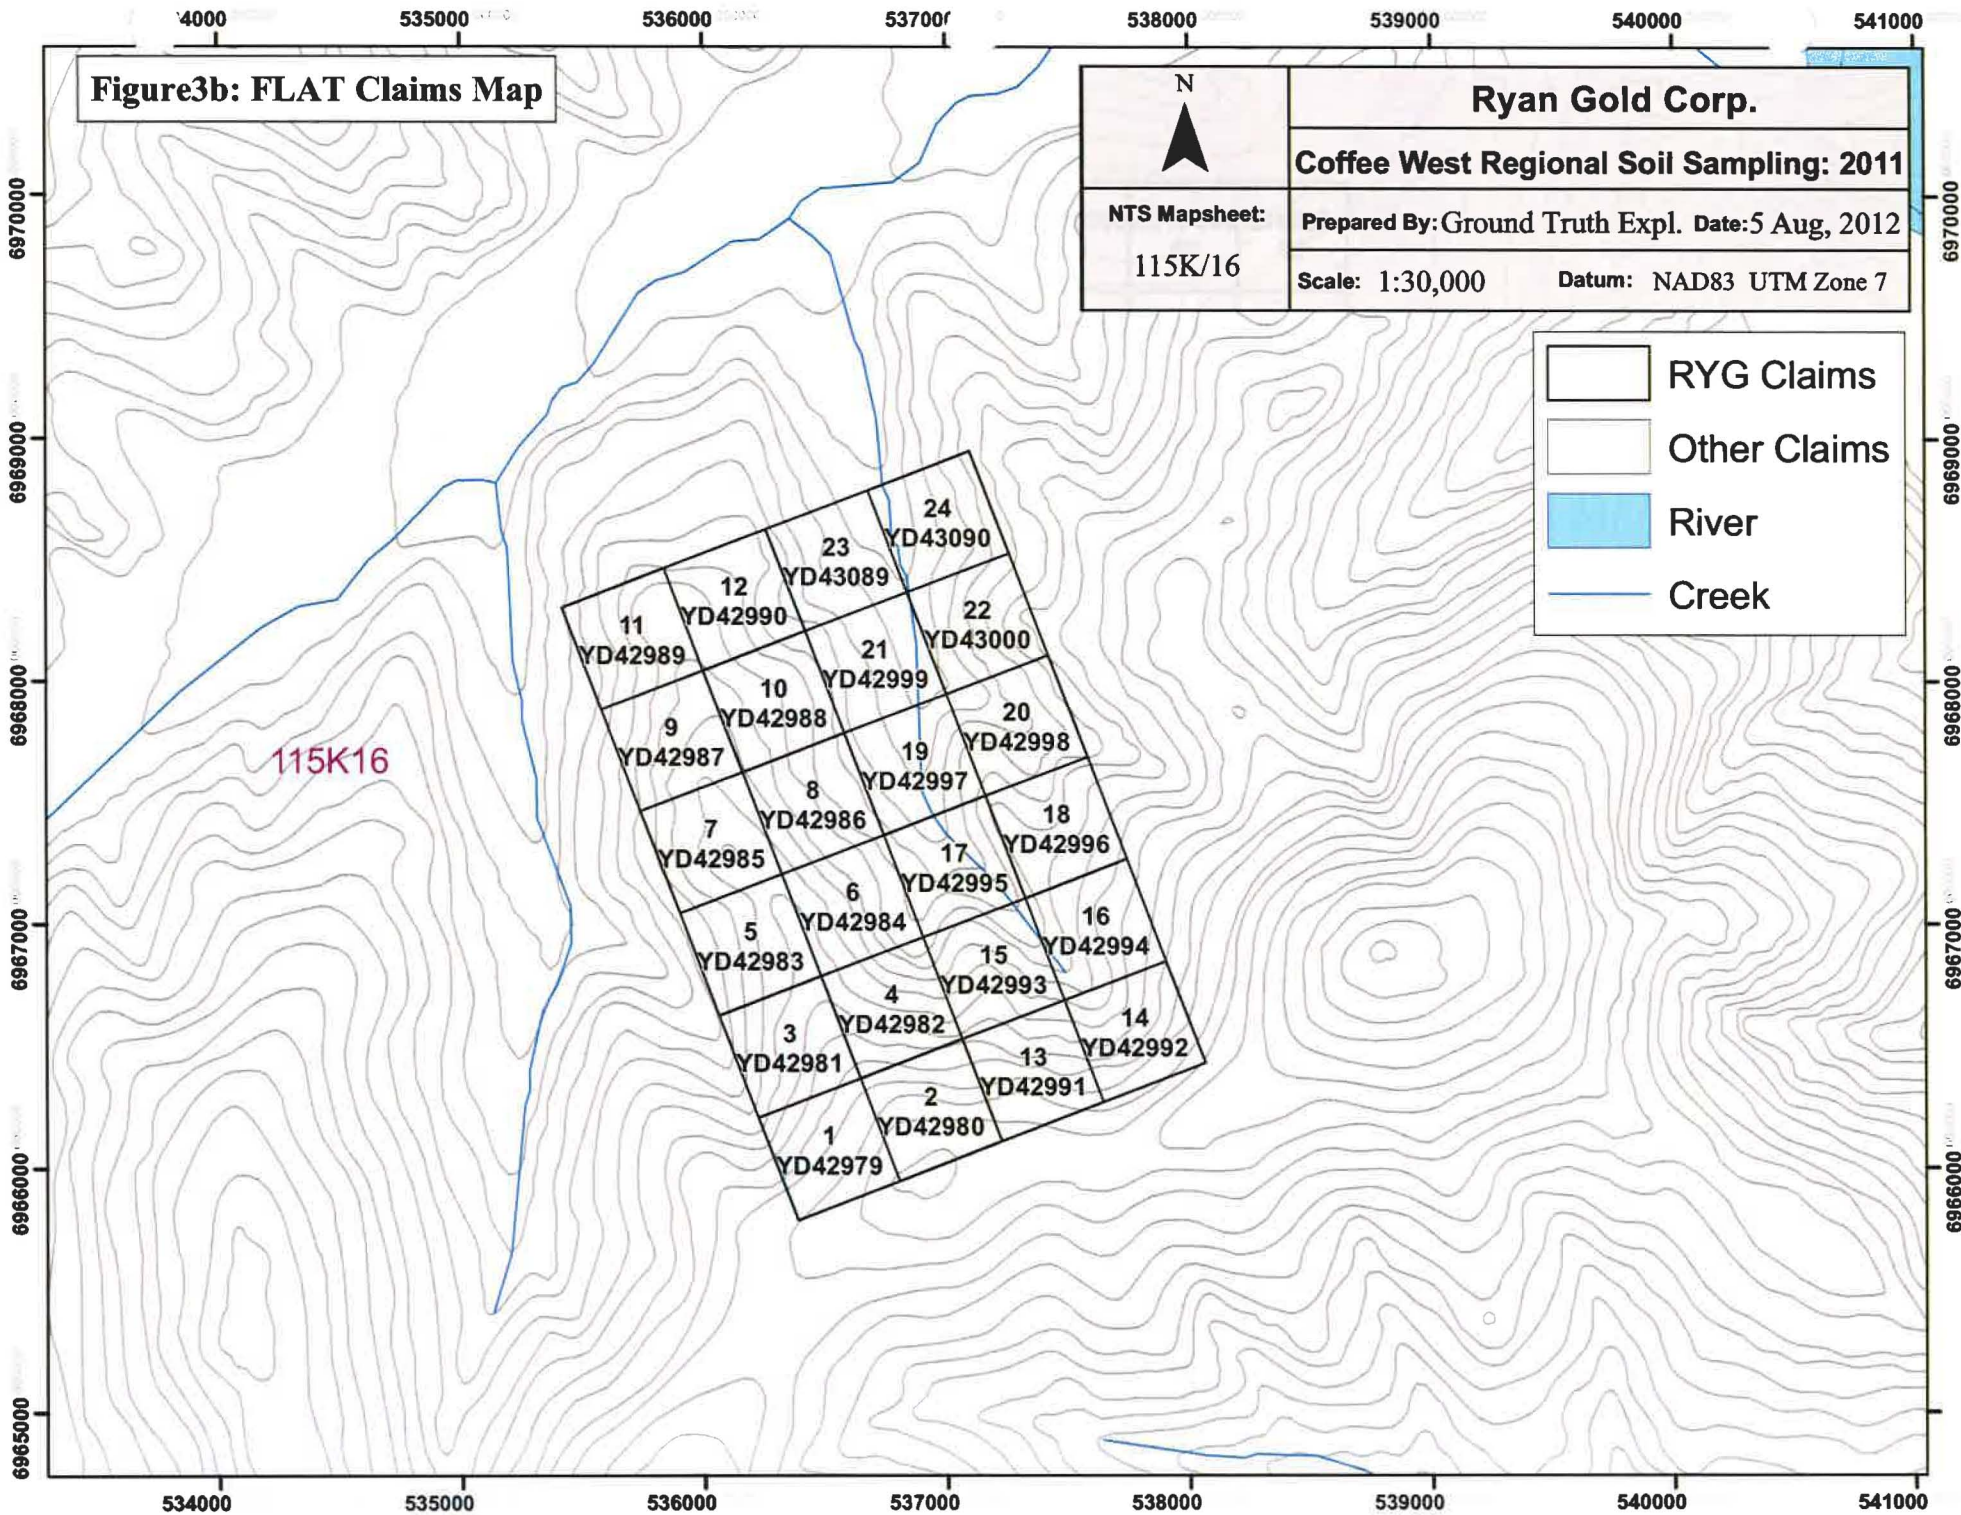 4000 535000 536000 53700 538000 539000 540000 541000
Figure3b: FLAT Claims Map
N
Ryan Gold Corp.
Coffee West Regional Soil Sampling: 2011
NTS Mapsheet:
115K/16
Prepared By: Ground Truth Expl. Date: 5 Aug, 2012
Scale: 1:30,000 Datum: NAD83 UTM Zone 7
RYG Claims
Other Claims
River
Creek
6970000
6969000
6968000
6967000
6966000
6965000
6970000
6969000
6968000
6967000
6966000
115K16
24
YD43090
23
YD43089
12
YD42990
11
YD42989
22
YD43000
21
YD42999
10
YD42988
9
YD42987
20
YD42998
19
YD42997
8
YD42986
7
YD42985
18
YD42996
17
YD42995
6
YD42984
5
YD42983
16
YD42994
15
YD42993
4
YD42982
3
YD42981
14
YD42992
13
YD42991
2
YD42980
1
YD42979
534000 535000 536000 537000 538000 539000 540000 541000